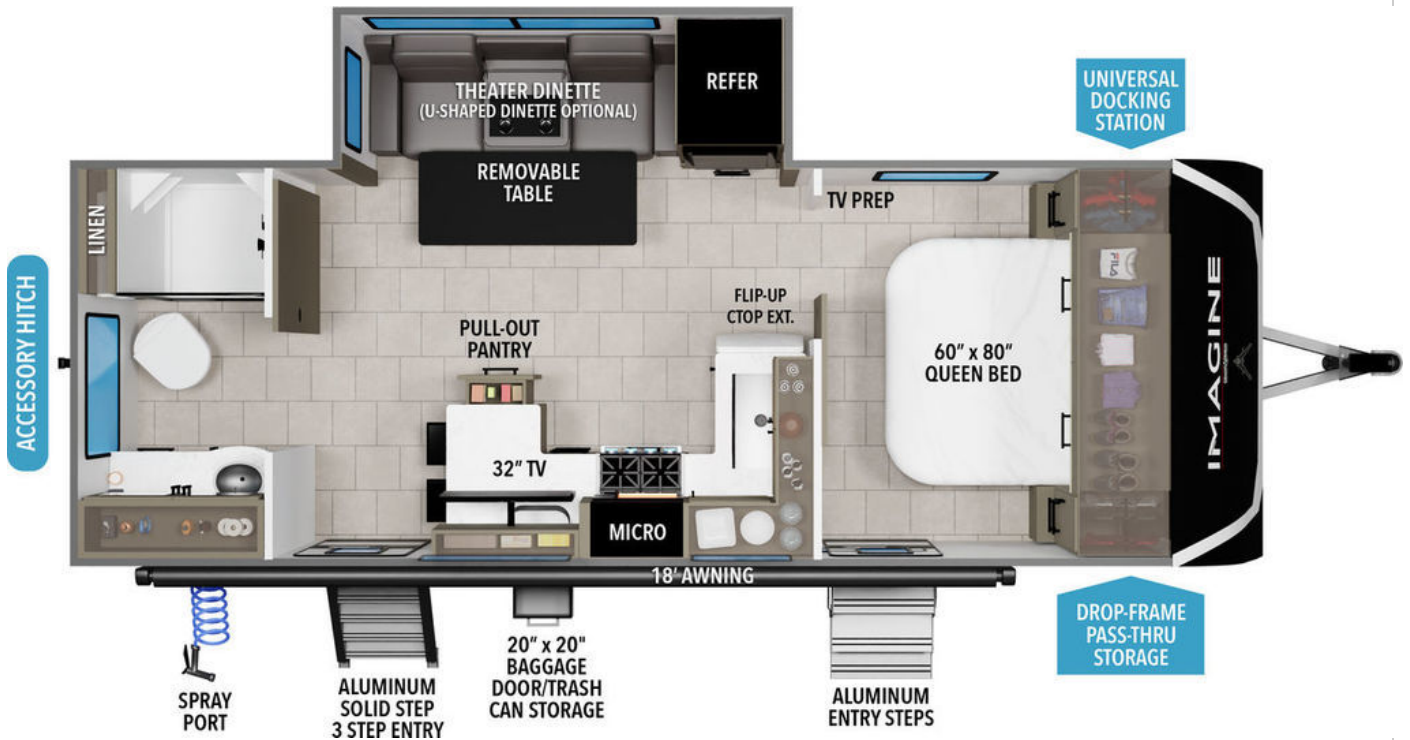 THEATER DINETTE
(U-SHAPED DINETTE OPTIONAL)
REFER
UNIVERSAL
DOCKING
STATION
REMOVABLE
TABLE
TV PREP
LINEN
ACCESSORY HITCH
FLIP-UP
CTOP EXT.
PULL-OUT
PANTRY
60" x 80"
QUEEN BED
FILA
IMAGINE
32" TV
MICRO
18' AWNING
DROP-FRAME
PASS-THRU
STORAGE
SPRAY
PORT
ALUMINUM
SOLID STEP
3 STEP ENTRY
20" x 20"
BAGGAGE
DOOR/TRASH
CAN STORAGE
ALUMINUM
ENTRY STEPS